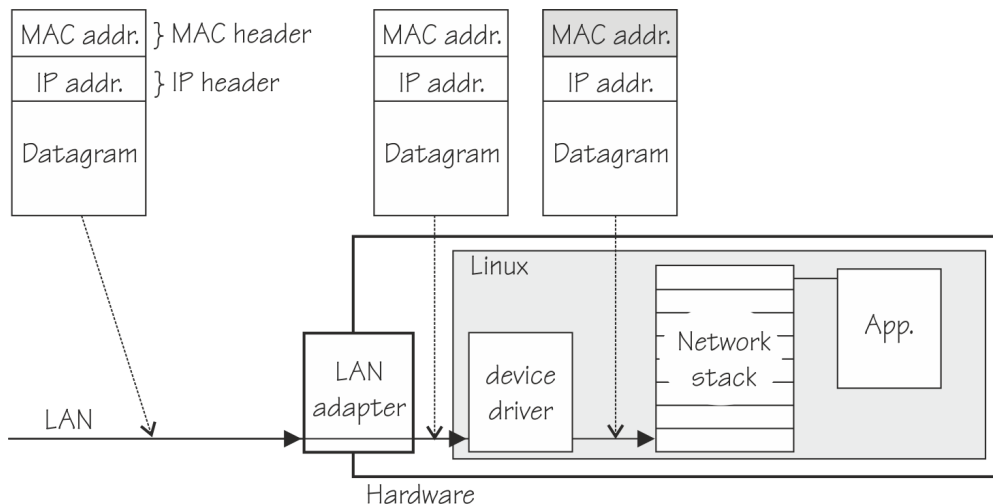 MAC addr. } MAC header
IP addr. } IP header
Datagram
MAC addr.
IP addr.
Datagram
MAC addr.
IP addr.
Datagram
Linux
LAN
LAN
adapter
device
driver
Network
stack
App.
Hardware